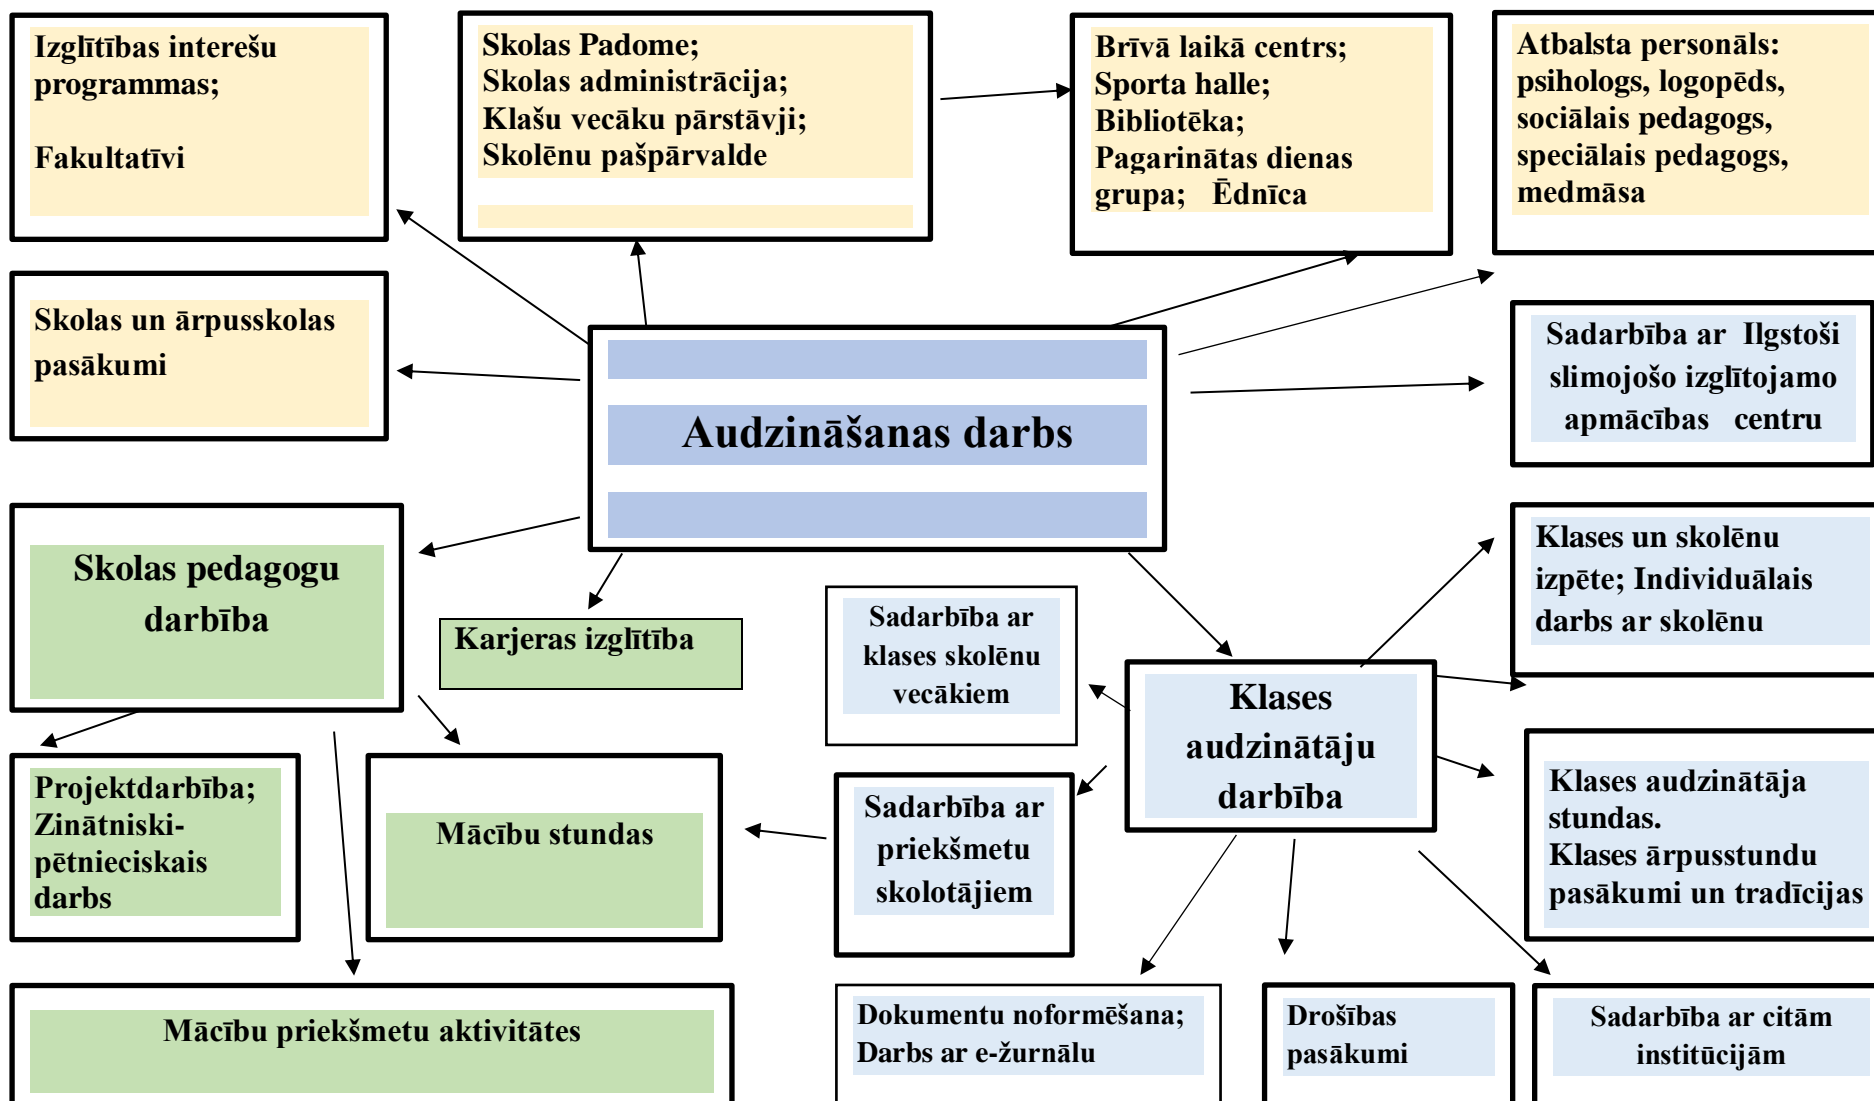 Izglītības interešu
programmas;
Fakultatīvi
Skolas Padome;
Skolas administrācija;
Klašu vecāku pārstāvji;
Skolēnu pašpārvalde
Brīvā laikā centrs;
Sporta halle;
Bibliotēka;
Pagarinātas dienas
grupa; Ēdnīca
Atbalsta personāls:
psihologs, logopēds,
sociālais pedagogs,
speciālais pedagogs,
medmāsa
Skolas un ārpusskolas
pasākumi
Audzināšanas darbs
Sadarbība ar Ilgstoši
slimojošo izglītojamo
apmācības centru
Skolas pedagogu
darbība
Karjeras izglītība
Sadarbība ar
klases skolēnu
vecākiem
Klases
audzinātāju
darbība
Klases un skolēnu
izpēte; Individuālais
darbs ar skolēnu
Projektdarbība;
Zinātniski-
pētnieciskais
darbs
Mācību stundas
Sadarbība ar
priekšmetu
skolotājiem
Klases audzinātāja
stundas.
Klases ārpusstundu
pasākumi un tradīcijas
Mācību priekšmetu aktivitātes
Dokumentu noformēšana;
Darbs ar e-žurnālu
Drošības
pasākumi
Sadarbība ar citām
institūcijām